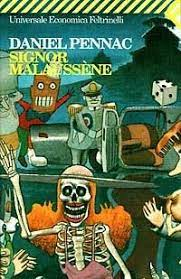 Universale Economica Feltrinelli
DANIEL PENNAC
SIGNOR
MALAUSSÈNE